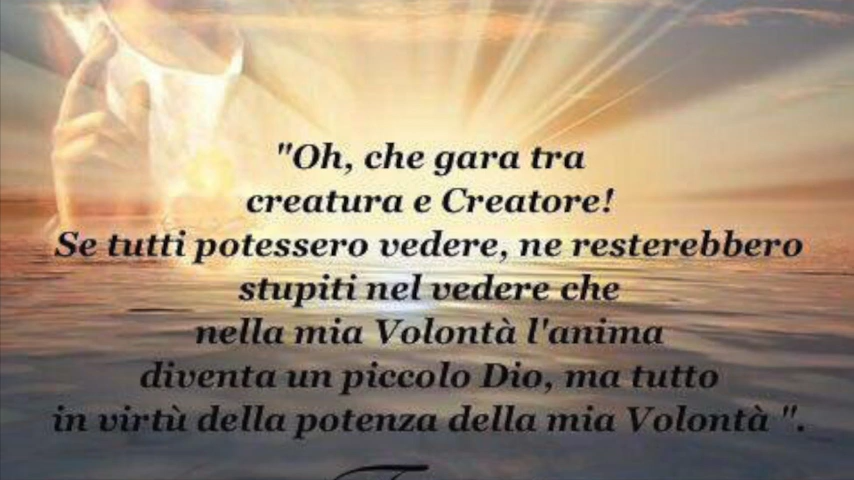 "Oh, che gara tra
creatura e Creatore!
Se tutti potessero vedere, ne resterebbero
stupiti nel vedere che
nella mia Volontà l'anima
diventa un piccolo Dio, ma tutto
in virtù della potenza della mia Volontà ".